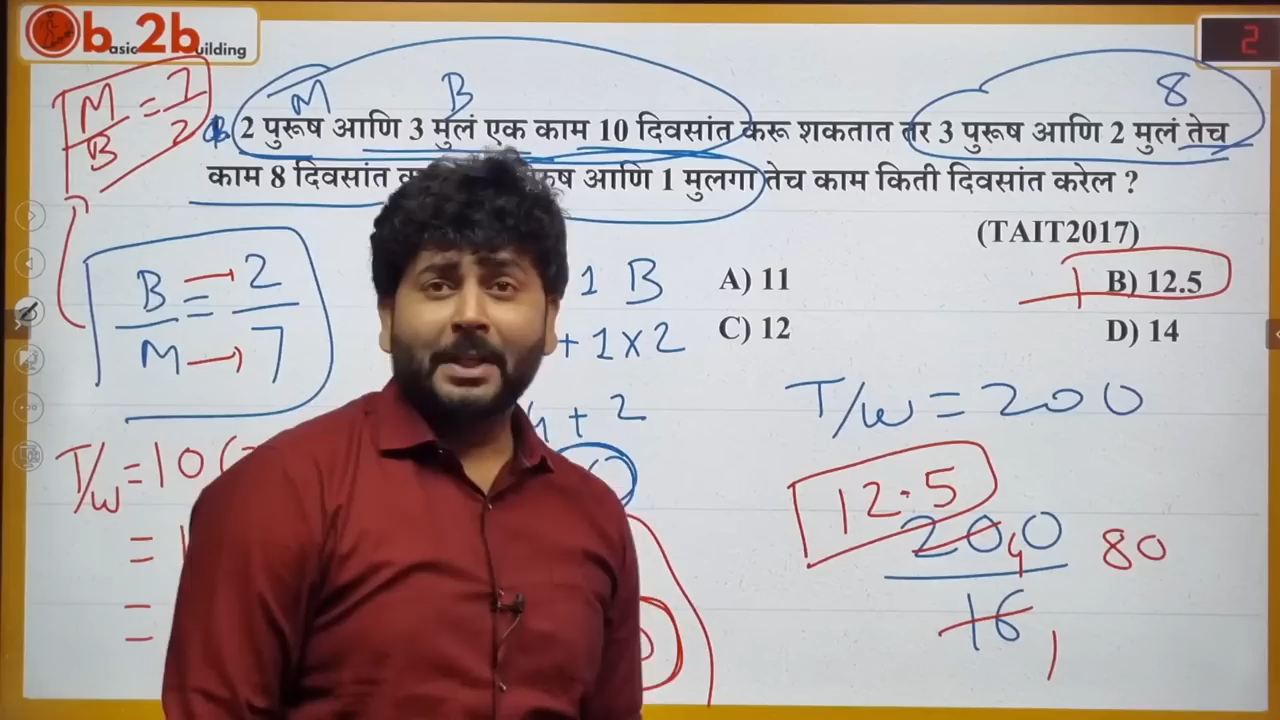 basic 2b uilding
2
M B 8
M/B = 7/2
2 पुरूष आणि 3 मुलं एक काम 10 दिवसांत करू शकतात तर 3 पुरूष आणि 2 मुलं तेच
काम 8 दिवसांत आणि 1 मुलगा तेच काम किती दिवसांत करेल ?
(TAIT2017)
B/M = 2/7
1 B
A) 11
B) 12.5
+ 1 x 2
C) 12
D) 14
+ 2
T/W = 200
T/W = 10 (
12.5
200 80
16
=
=